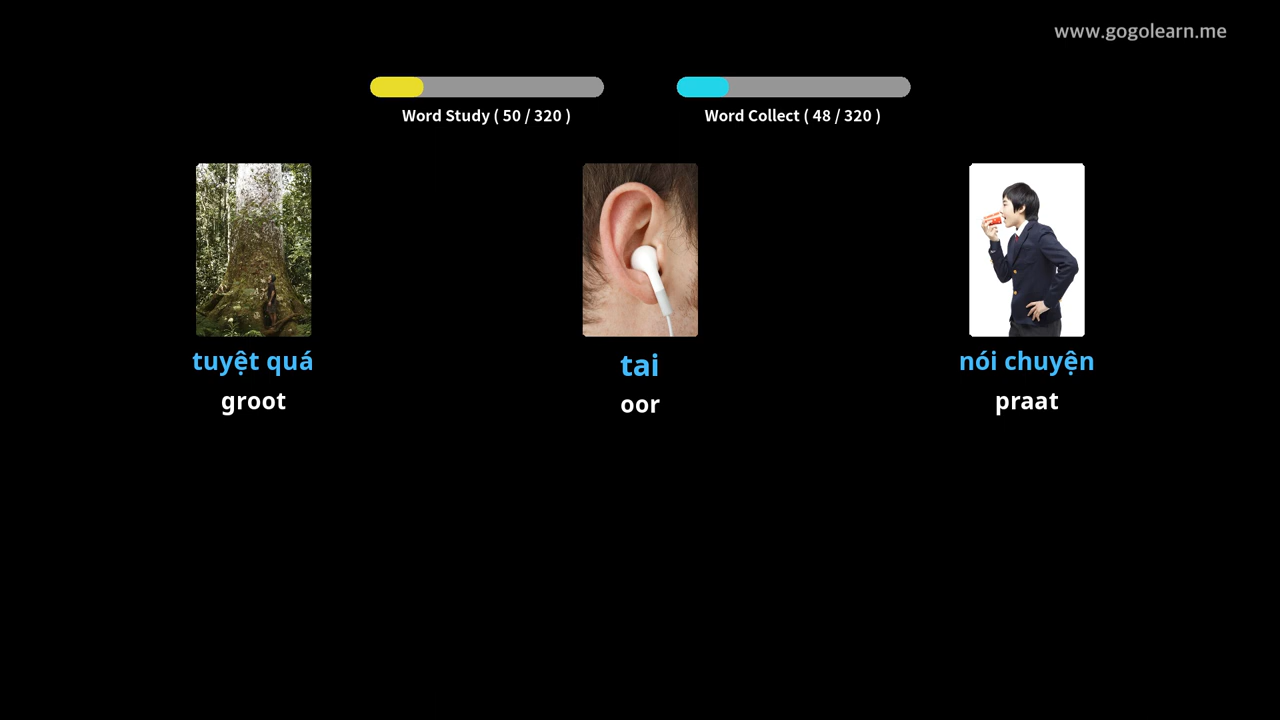 www.gogolearn.me
Word Study ( 50 / 320 )
Word Collect ( 48 / 320 )
tuyệt quá
groot
tai
oor
nói chuyện
praat